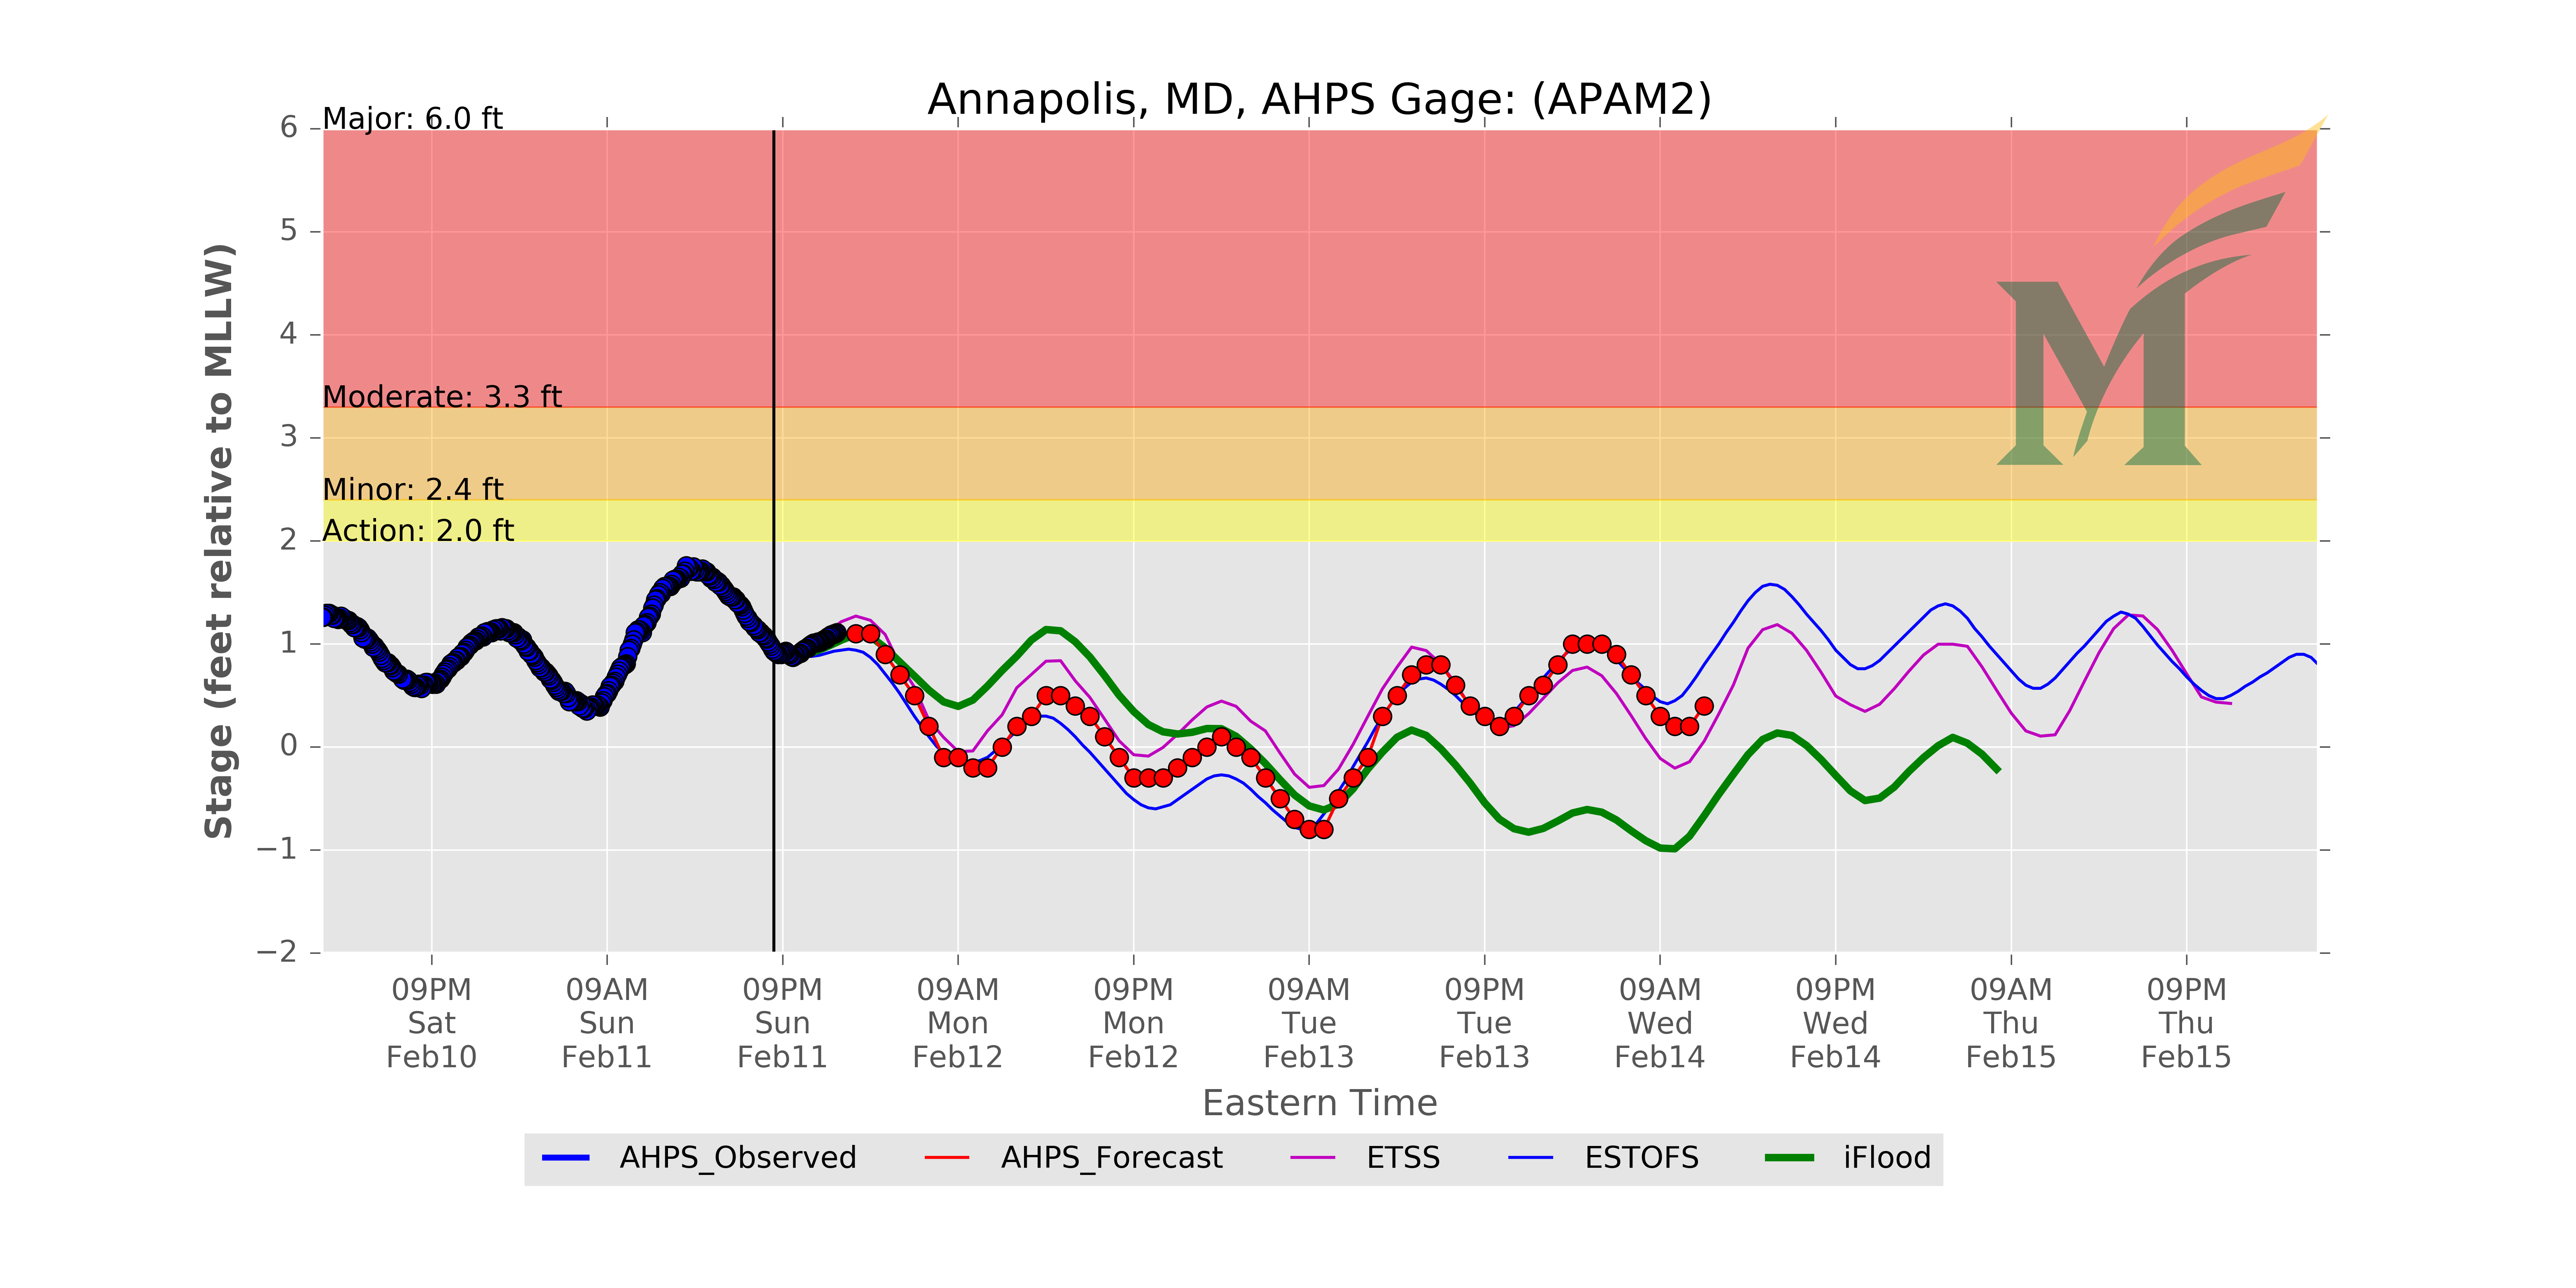 Annapolis, MD, AHPS Gage: (APAM2)
Major: 6.0 ft
Moderate: 3.3 ft
Minor: 2.4 ft
Action: 2.0 ft
Stage (feet relative to MLLW)
6
5
4
3
2
1
0
−1
−2
09PM Sat Feb10
09AM Sun Feb11
09PM Sun Feb11
09AM Mon Feb12
09PM Mon Feb12
09AM Tue Feb13
09PM Tue Feb13
09AM Wed Feb14
09PM Wed Feb14
09AM Thu Feb15
09PM Thu Feb15
Eastern Time
AHPS_Observed
AHPS_Forecast
ETSS
ESTOFS
iFlood
M